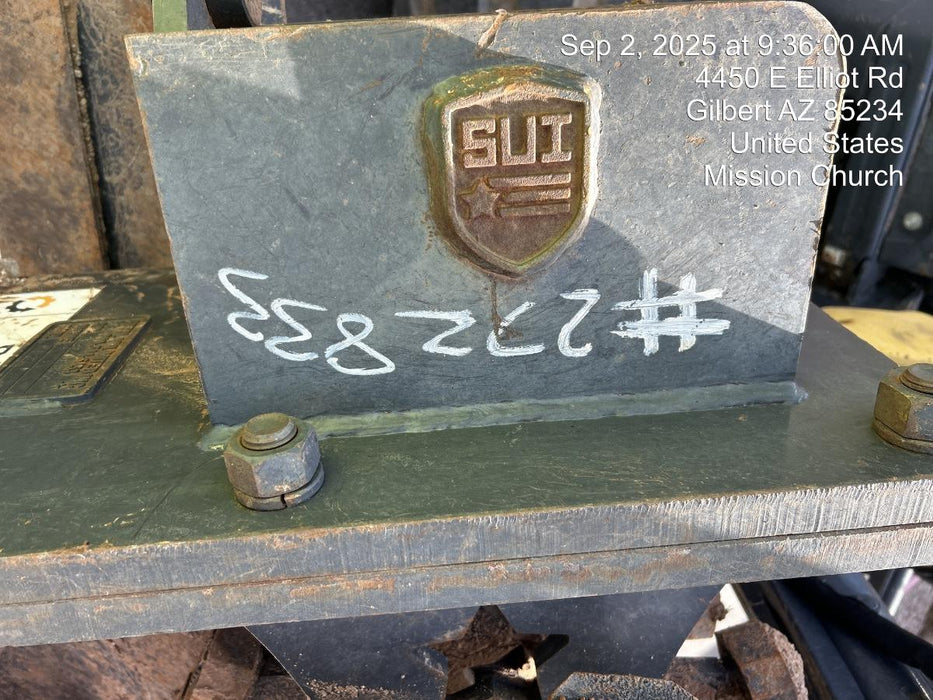 SUI
#272833
Sep 2, 2025 at 9:36:00 AM
4450 E Elliot Rd
Gilbert AZ 85234
United States
Mission Church